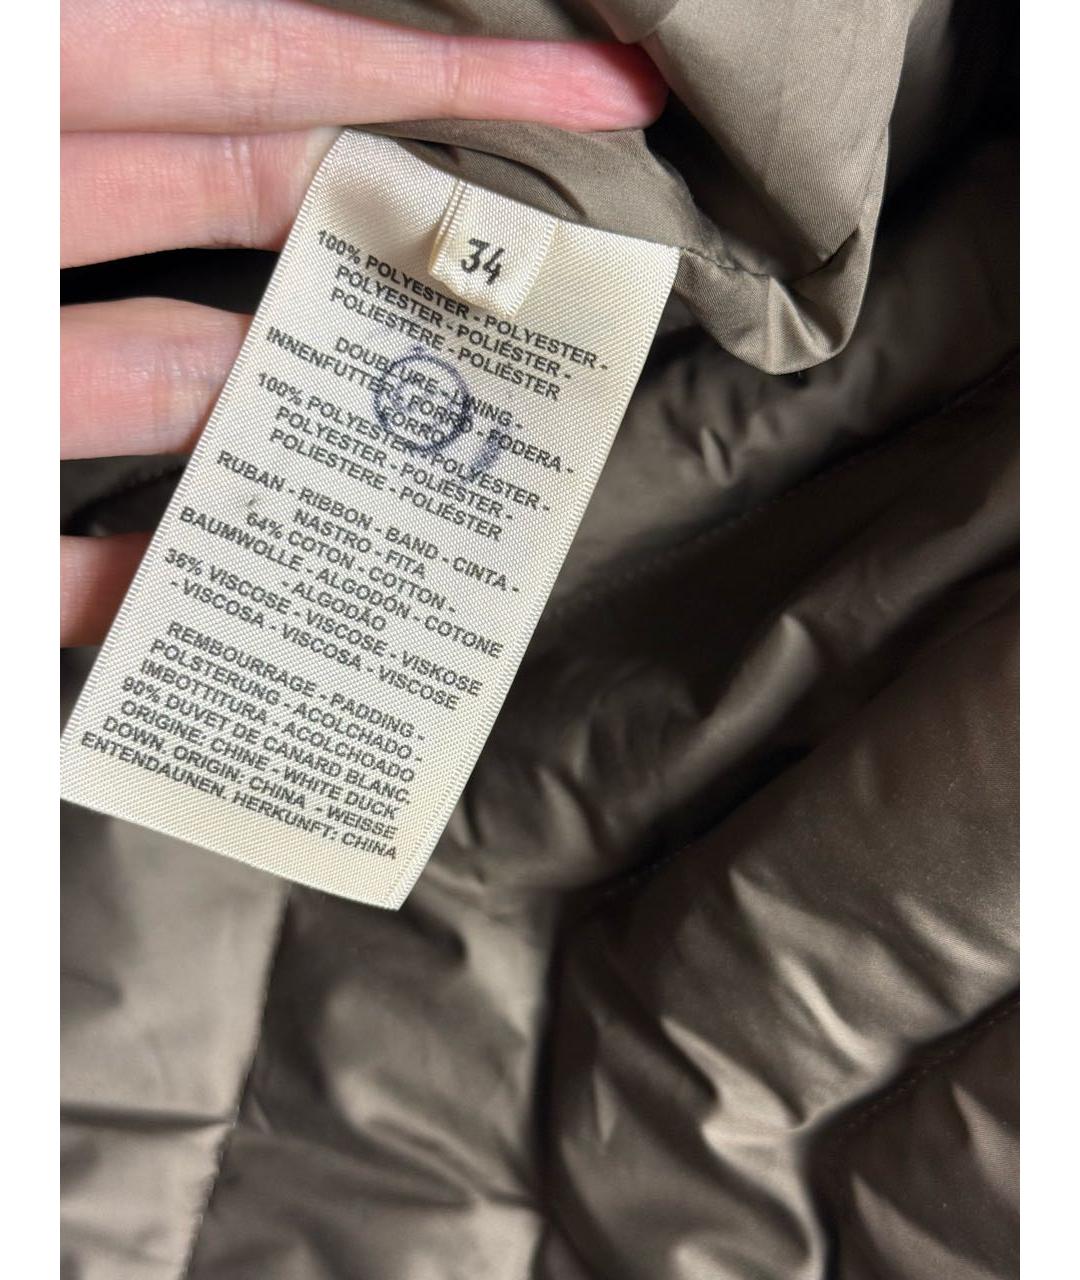 34
100% POLYESTER - POLYESTER -
POLYESTER - POLIÉSTER -
POLIESTERE - POLIÉSTER
DOUBLURE - LINING -
INNENFUTTER - FORRO - FODERA -
FORRO
100% POLYESTER - POLYESTER -
POLYESTER - POLIÉSTER -
POLIESTERE - POLIÉSTER
RUBAN - RIBBON - BAND - CINTA -
NASTRO - FITA
64% COTON - COTTON -
BAUMWOLLE - ALGODÓN - COTONE
- ALGODÃO
36% VISCOSE - VISCOSE - VISKOSE
- VISCOSA - VISCOSA - VISCOSE
REMBOURRAGE - PADDING -
POLSTERUNG - ACOLCHADO -
IMBOTTITURA - ACOLCHOADO
90% DUVET DE CANARD BLANC.
ORIGINE: CHINE - WHITE DUCK
DOWN. ORIGIN: CHINA - WEISSE
ENTENDAUNEN. HERKUNFT: CHINA